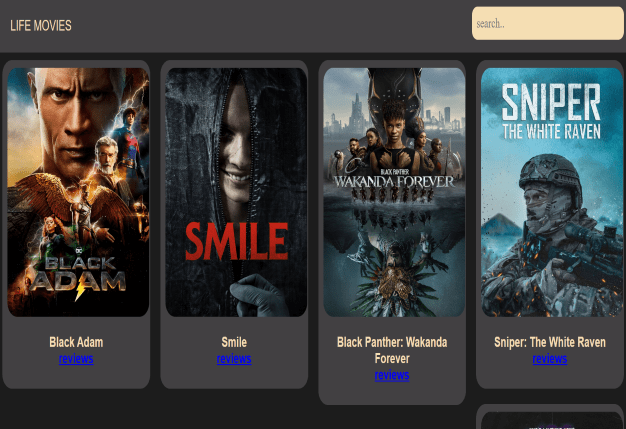 LIFE MOVIES
search..
DC
BLACK
ADAM
SMILE
BLACK PANTHER
WAKANDA FOREVER
SNIPER
THE WHITE RAVEN
Black Adam
reviews
Smile
reviews
Black Panther: Wakanda
Forever
reviews
Sniper: The White Raven
reviews